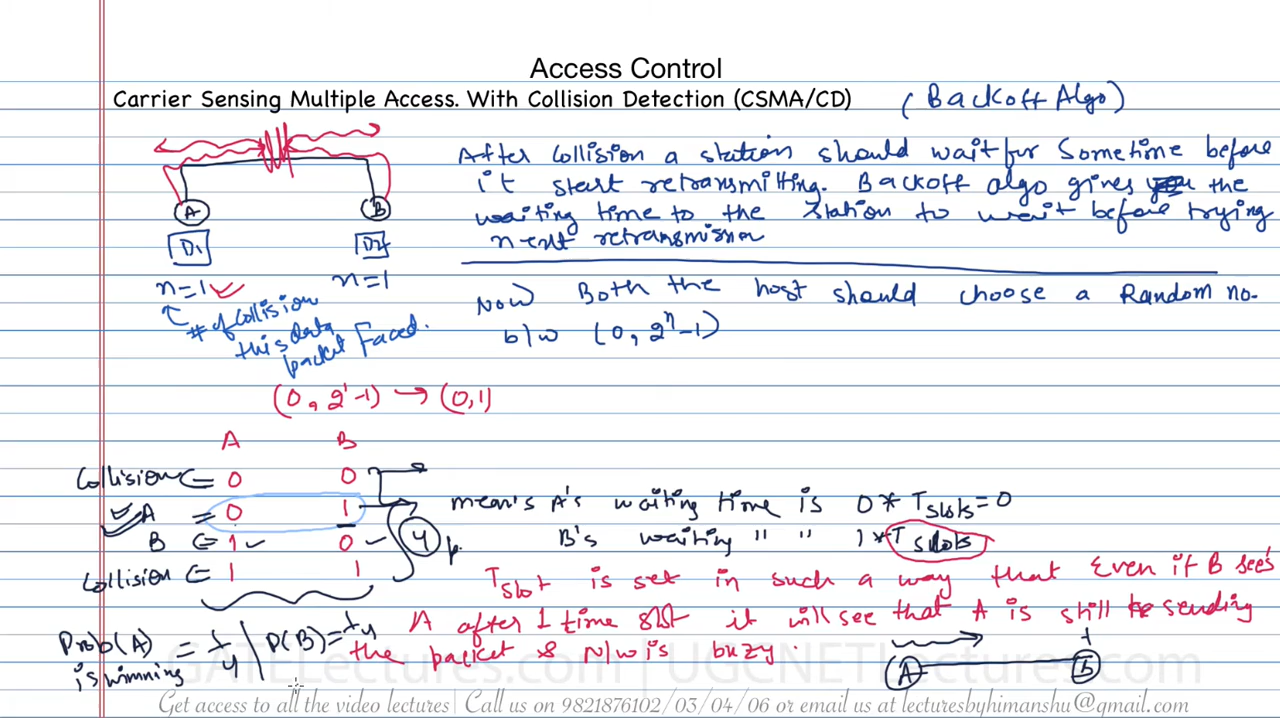 Access Control
Carrier Sensing Multiple Access. With Collision Detection (CSMA/CD) (Backoff Algo)
After Collision a station should wait for Sometime before
it start retransmitting. Backoff algo gives the
waiting time to the station to wait before trying
next retransmission
A B
D1 D2
n=1 n=1
# of Collision
this data
packet Faced.
Now Both the host should choose a Random no.
b/w (0, 2^n-1)
(0, 2^1-1) → (0,1)
A B
Collision ⇐ 0 0
A = 0 1 mean's A's waiting time is 0 * Tslots = 0
B ⇐ 1 0 4 B's waiting " " 1 * Tslots
Collision ⇐ 1 1
Tslot is set in such a way that Even if B see's
A after 1 time slot it will see that A is still sending
the packet & N/w is buzy.
Prob(A) = 1/4 | P(B) = 1/4
is winning
A B
GATELectures.com | UGCNETLectures.com
Get access to all the video lectures | Call us on 9821876102/03/04/06 or email us at lecturesbyhimanshu@gmail.com